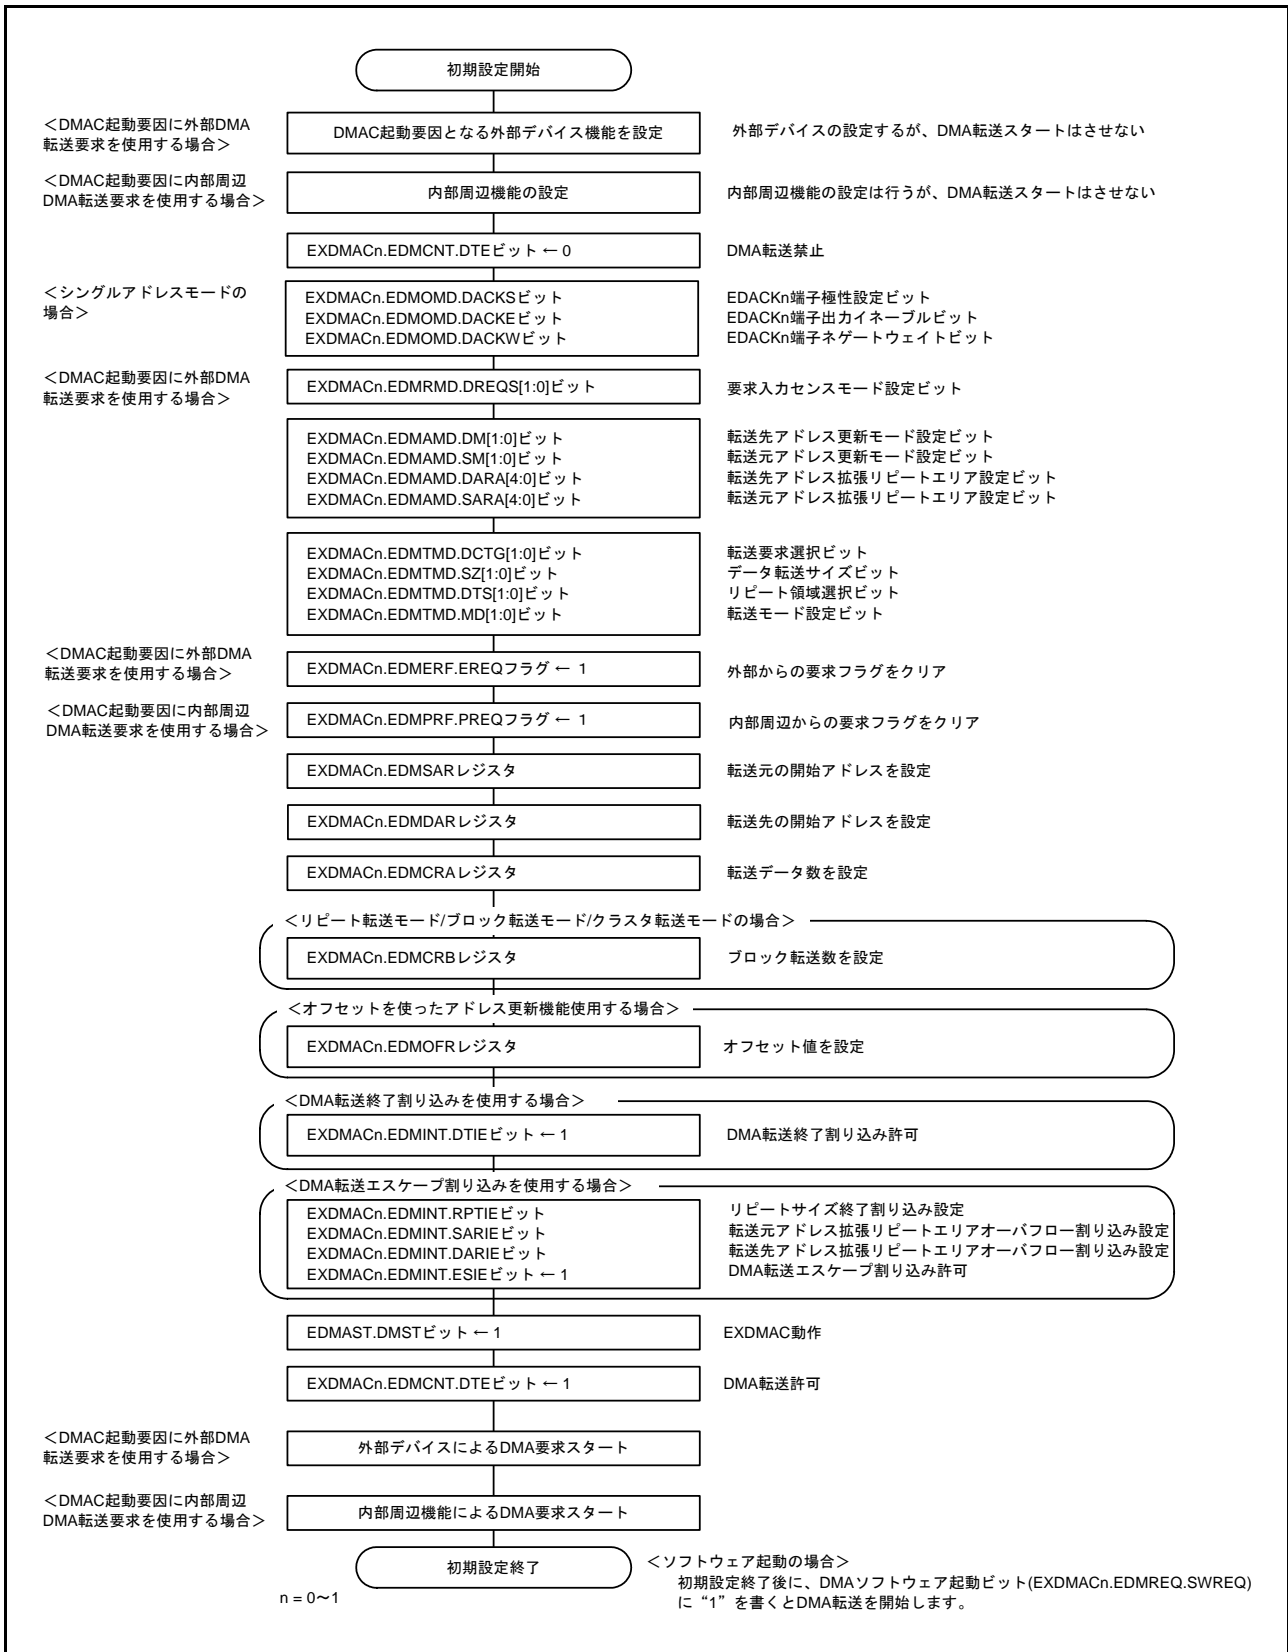 初期設定開始
＜DMAC起動要因に外部DMA
転送要求を使用する場合＞
DMAC起動要因となる外部デバイス機能を設定
外部デバイスの設定するが、DMA転送スタートはさせない
＜DMAC起動要因に内部周辺
DMA転送要求を使用する場合＞
内部周辺機能の設定
内部周辺機能の設定は行うが、DMA転送スタートはさせない
EXDMACn.EDMCNT.DTEビット ← 0
DMA転送禁止
＜シングルアドレスモードの
場合＞
EXDMACn.EDMOMD.DACKSビット
EXDMACn.EDMOMD.DACKEビット
EXDMACn.EDMOMD.DACKWビット
EDACKn端子極性設定ビット
EDACKn端子出力イネーブルビット
EDACKn端子ネゲートウェイトビット
＜DMAC起動要因に外部DMA
転送要求を使用する場合＞
EXDMACn.EDMRMD.DREQS[1:0]ビット
要求入力センスモード設定ビット
EXDMACn.EDMAMD.DM[1:0]ビット
EXDMACn.EDMAMD.SM[1:0]ビット
EXDMACn.EDMAMD.DARA[4:0]ビット
EXDMACn.EDMAMD.SARA[4:0]ビット
転送先アドレス更新モード設定ビット
転送元アドレス更新モード設定ビット
転送先アドレス拡張リピートエリア設定ビット
転送元アドレス拡張リピートエリア設定ビット
EXDMACn.EDMTMD.DCTG[1:0]ビット
EXDMACn.EDMTMD.SZ[1:0]ビット
EXDMACn.EDMTMD.DTS[1:0]ビット
EXDMACn.EDMTMD.MD[1:0]ビット
転送要求選択ビット
データ転送サイズビット
リピート領域選択ビット
転送モード設定ビット
＜DMAC起動要因に外部DMA
転送要求を使用する場合＞
EXDMACn.EDMERF.EREQフラグ ← 1
外部からの要求フラグをクリア
＜DMAC起動要因に内部周辺
DMA転送要求を使用する場合＞
EXDMACn.EDMPRF.PREQフラグ ← 1
内部周辺からの要求フラグをクリア
EXDMACn.EDMSARレジスタ
転送元の開始アドレスを設定
EXDMACn.EDMDARレジスタ
転送先の開始アドレスを設定
EXDMACn.EDMCRAレジスタ
転送データ数を設定
＜リピート転送モード/ブロック転送モード/クラスタ転送モードの場合＞
EXDMACn.EDMCRBレジスタ
ブロック転送数を設定
＜オフセットを使ったアドレス更新機能使用する場合＞
EXDMACn.EDMOFRレジスタ
オフセット値を設定
＜DMA転送終了割り込みを使用する場合＞
EXDMACn.EDMINT.DTIEビット ← 1
DMA転送終了割り込み許可
＜DMA転送エスケープ割り込みを使用する場合＞
EXDMACn.EDMINT.RPTIEビット
EXDMACn.EDMINT.SARIEビット
EXDMACn.EDMINT.DARIEビット
EXDMACn.EDMINT.ESIEビット ← 1
リピートサイズ終了割り込み設定
転送元アドレス拡張リピートエリアオーバフロー割り込み設定
転送先アドレス拡張リピートエリアオーバフロー割り込み設定
DMA転送エスケープ割り込み許可
EDMAST.DMSTビット ← 1
EXDMAC動作
EXDMACn.EDMCNT.DTEビット ← 1
DMA転送許可
＜DMAC起動要因に外部DMA
転送要求を使用する場合＞
外部デバイスによるDMA要求スタート
＜DMAC起動要因に内部周辺
DMA転送要求を使用する場合＞
内部周辺機能によるDMA要求スタート
初期設定終了
＜ソフトウェア起動の場合＞
初期設定終了後に、DMAソフトウェア起動ビット(EXDMACn.EDMREQ.SWREQ)
に“1”を書くとDMA転送を開始します。
n = 0～1